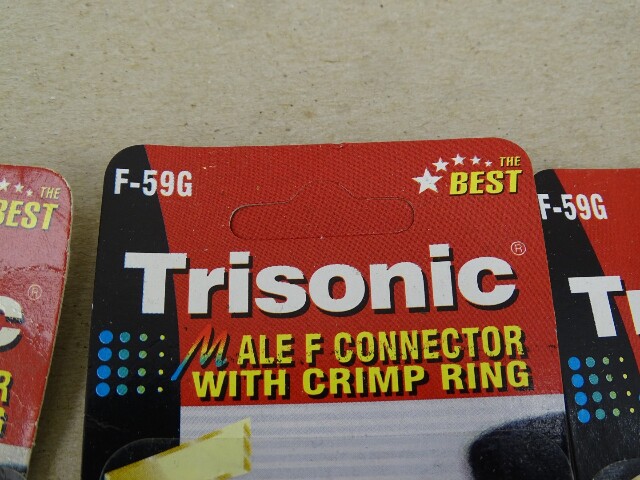 F-59G
THE
BEST
Trisonic®
MALE F CONNECTOR
WITH CRIMP RING
THE
BEST
®
F-59G